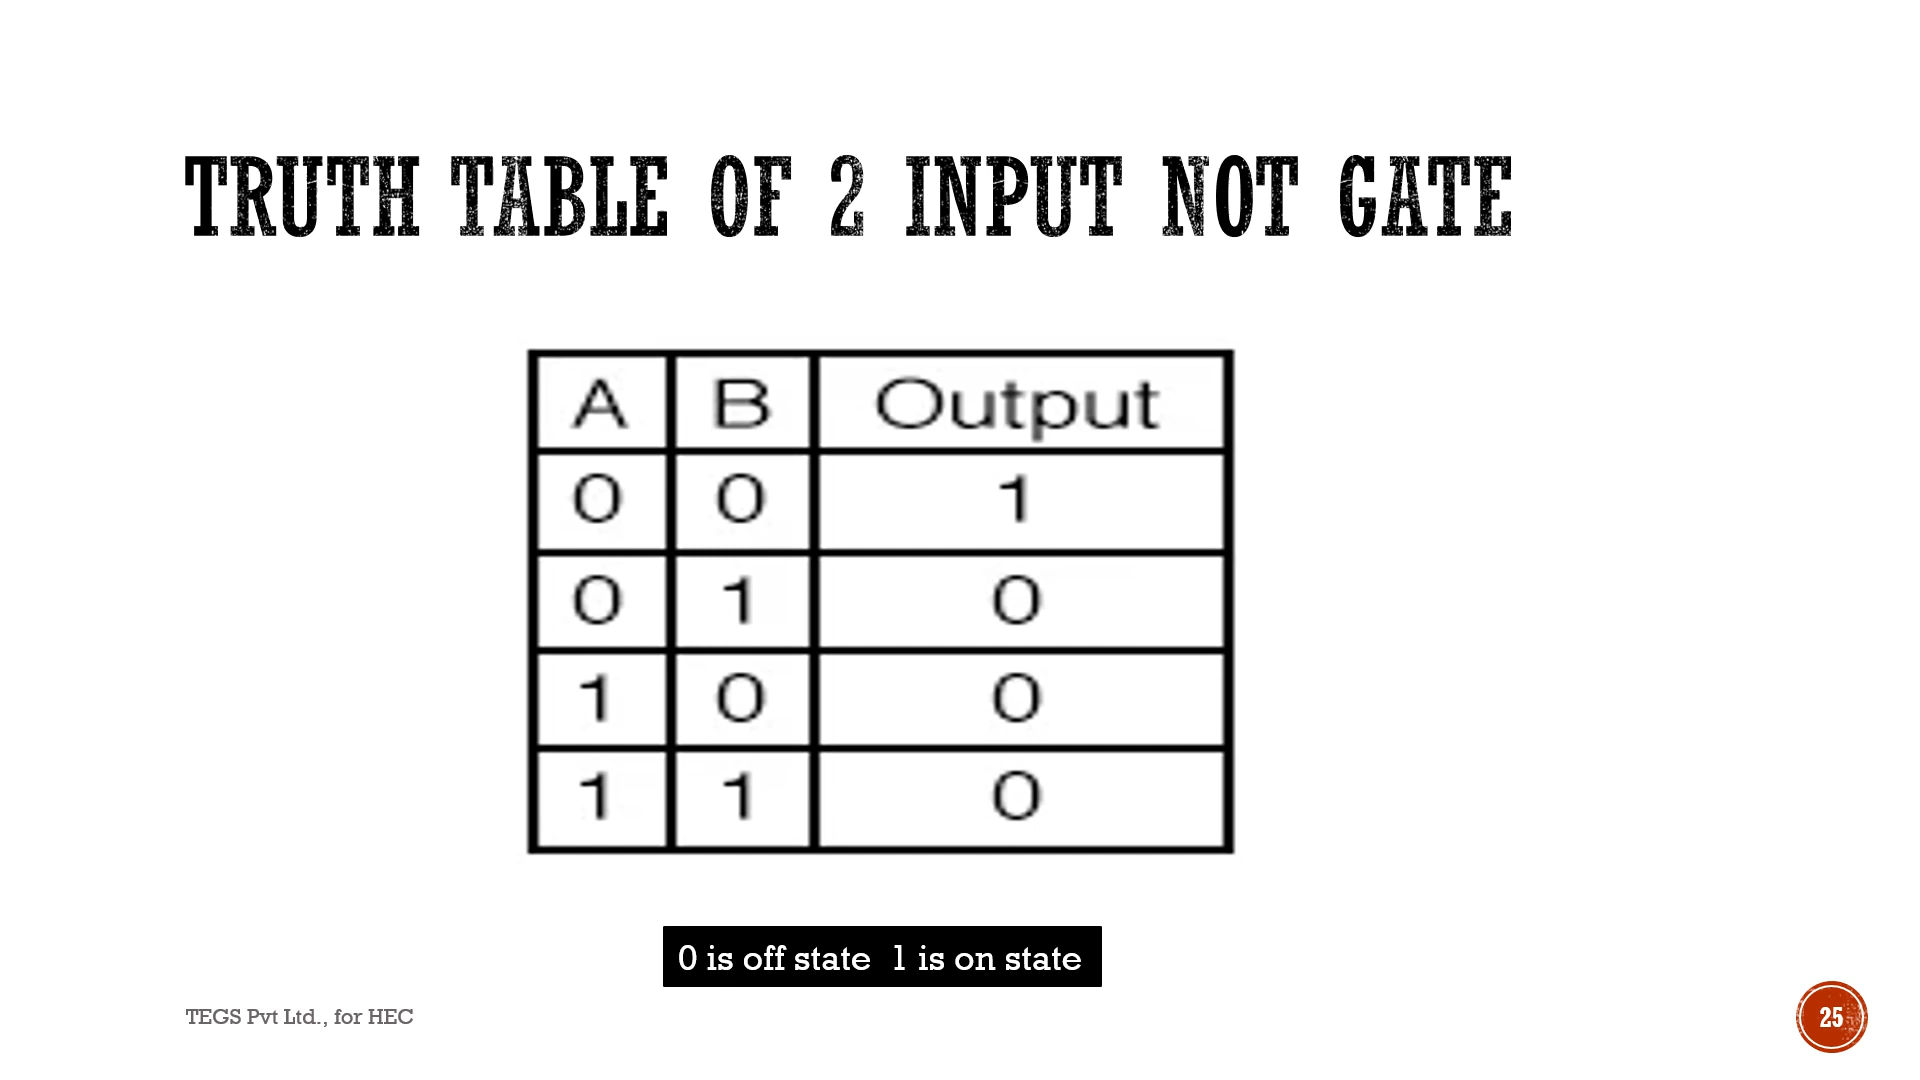 TRUTH TABLE OF 2 INPUT NOT GATE
A B Output
0 0 1
0 1 0
1 0 0
1 1 0
0 is off state 1 is on state
TEGS Pvt Ltd., for HEC
25